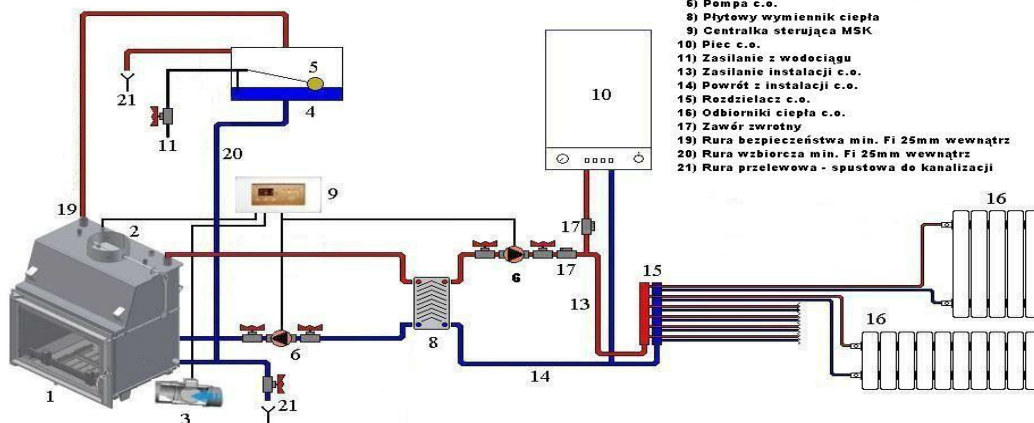 6) Pompa c.o.
8) Płytowy wymiennik ciepła
9) Centralka sterująca MSK
10) Piec c.o.
11) Zasilanie z wodociągu
13) Zasilanie instalacji c.o.
14) Powrót z instalacji c.o.
15) Rozdzielacz c.o.
16) Odbiorniki ciepła c.o.
17) Zawór zwrotny
19) Rura bezpieczeństwa min. Fi 25mm wewnątrz
20) Rura wzbiorcza min. Fi 25mm wewnątrz
21) Rura przelewowa - spustowa do kanalizacji
5
21
4
10
11
20
9
16
19
2
17
6
17
15
13
16
6
8
14
1
3
21